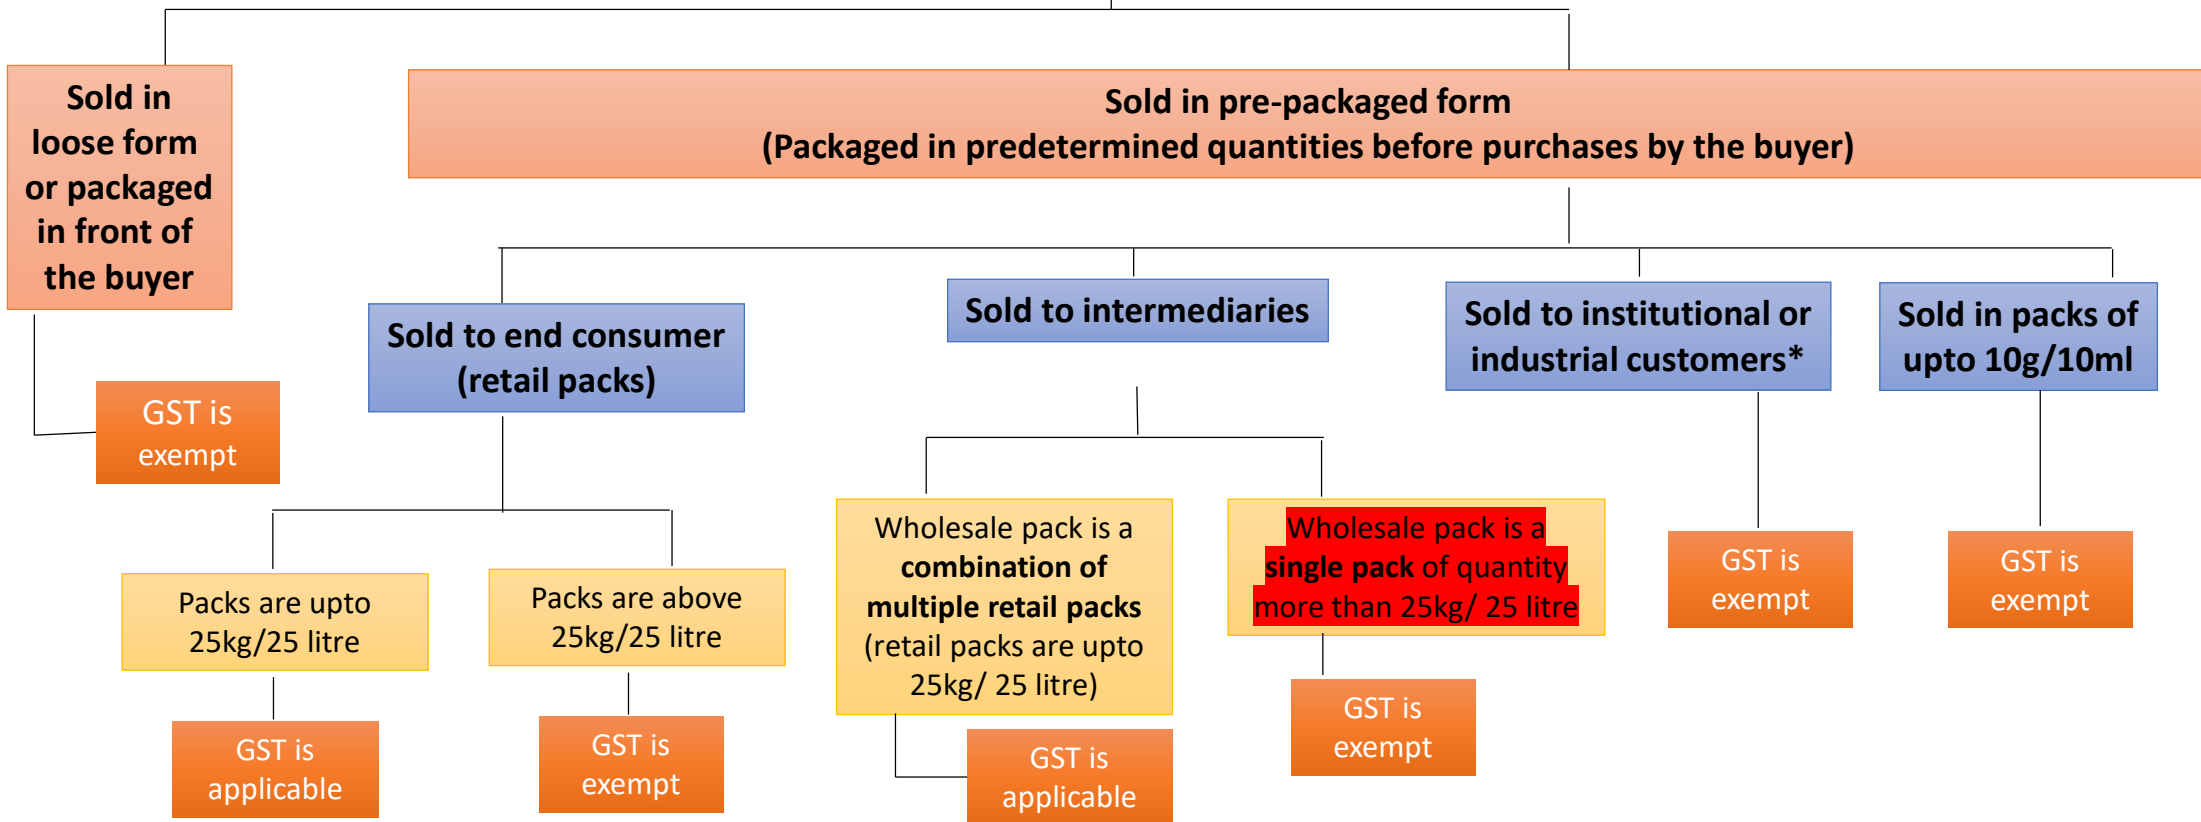 Sold in
loose form
or packaged
in front of
the buyer
Sold in pre-packaged form
(Packaged in predetermined quantities before purchases by the buyer)
Sold to end consumer
(retail packs)
Sold to intermediaries
Sold to institutional or
industrial customers*
Sold in packs of
upto 10g/10ml
GST is
exempt
Packs are upto
25kg/25 litre
Packs are above
25kg/25 litre
Wholesale pack is a
combination of
multiple retail packs
(retail packs are upto
25kg/ 25 litre)
Wholesale pack is a
single pack of quantity
more than 25kg/ 25 litre
GST is
exempt
GST is
exempt
GST is
applicable
GST is
exempt
GST is
applicable
GST is
exempt